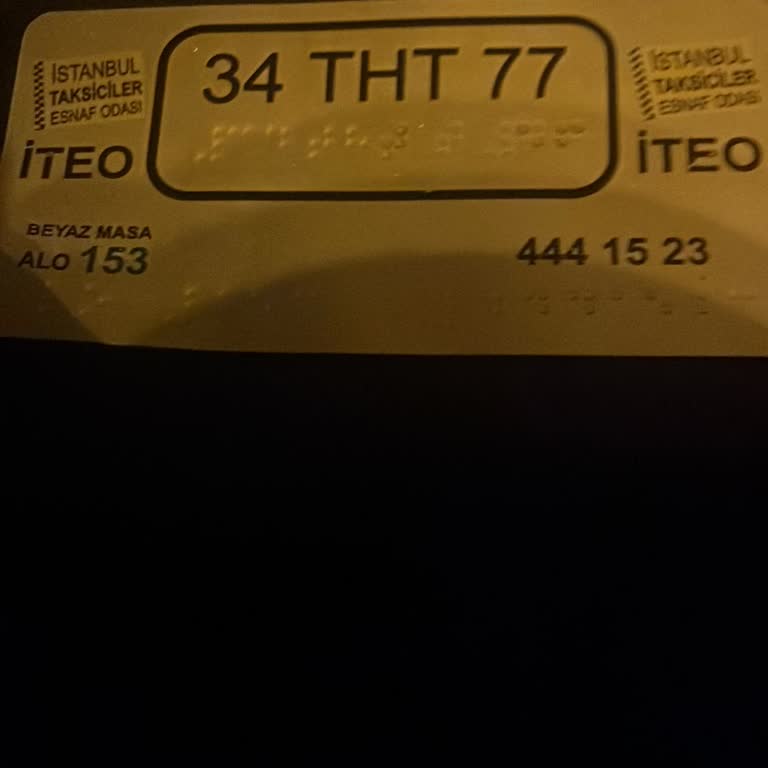 İSTANBUL
TAKSİCİLER
ESNAF ODASI
İTEO
34 THT 77
İSTANBUL
TAKSİCİLER
ESNAF ODASI
İTEO
BEYAZ MASA
ALO 153
444 15 23